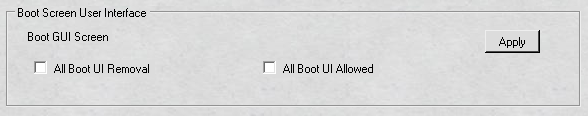 Boot Screen User Interface
Boot GUI Screen
Apply
All Boot UI Removal
All Boot UI Allowed